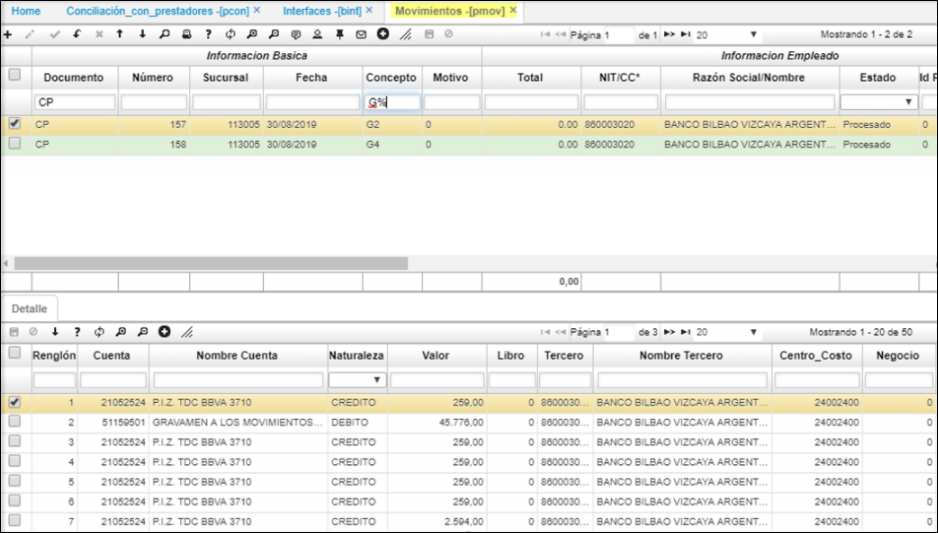 Home Conciliación_con_prestadores -[pcon] × Interfaces -[bint] × Movimientos -[pmov] ×
Página 1 de 1 20 Mostrando 1 - 2 de 2
Informacion Basica Informacion Empleado
Documento Número Sucursal Fecha Concepto Motivo Total NIT/CC* Razón Social/Nombre Estado Id
CP G%
CP 157 113005 30/08/2019 G2 0 0.00 860003020 BANCO BILBAO VIZCAYA ARGENT... Procesado 0
CP 158 113005 30/08/2019 G4 0 0.00 860003020 BANCO BILBAO VIZCAYA ARGENT... Procesado 0
0,00
Detalle
Página 1 de 3 20 Mostrando 1 - 20 de 50
Renglón Cuenta Nombre Cuenta Naturaleza Valor Libro Tercero Nombre Tercero Centro_Costo Negocio
1 21052524 P.I.Z. TDC BBVA 3710 CREDITO 259,00 0 8600030... BANCO BILBAO VIZCAYA ARGENT... 24002400 0
2 51159501 GRAVAMEN A LOS MOVIMIENTOS... DEBITO 45.776,00 0 8600030... BANCO BILBAO VIZCAYA ARGENT... 24002400 0
3 21052524 P.I.Z. TDC BBVA 3710 CREDITO 259,00 0 8600030... BANCO BILBAO VIZCAYA ARGENT... 24002400 0
4 21052524 P.I.Z. TDC BBVA 3710 CREDITO 259,00 0 8600030... BANCO BILBAO VIZCAYA ARGENT... 24002400 0
5 21052524 P.I.Z. TDC BBVA 3710 CREDITO 259,00 0 8600030... BANCO BILBAO VIZCAYA ARGENT... 24002400 0
6 21052524 P.I.Z. TDC BBVA 3710 CREDITO 259,00 0 8600030... BANCO BILBAO VIZCAYA ARGENT... 24002400 0
7 21052524 P.I.Z. TDC BBVA 3710 CREDITO 2.594,00 0 8600030... BANCO BILBAO VIZCAYA ARGENT... 24002400 0